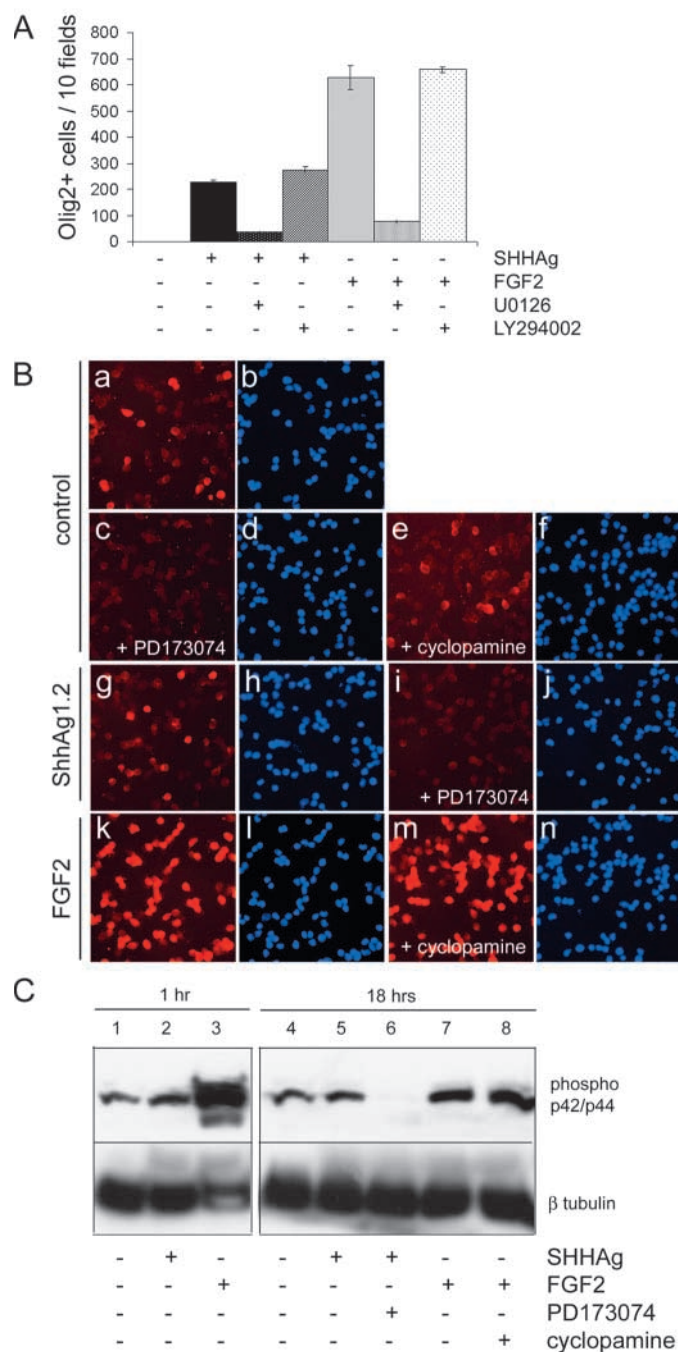 A
Olig2+ cells / 10 fields
800
700
600
500
400
300
200
100
0
- + + + - - - SHHAg
- - - - + + + FGF2
- - + - - + - U0126
- - - + - - + LY294002
B
control
a b
c d e f
+ PD173074 + cyclopamine
ShhAg1.2
g h i j
+ PD173074
FGF2
k l m n
+ cyclopamine
C
1 hr 18 hrs
1 2 3 4 5 6 7 8
phospho
p42/p44
β tubulin
- + - - + + - - SHHAg
- - + - - - + + FGF2
- - - - - + - - PD173074
- - - - - - - + cyclopamine